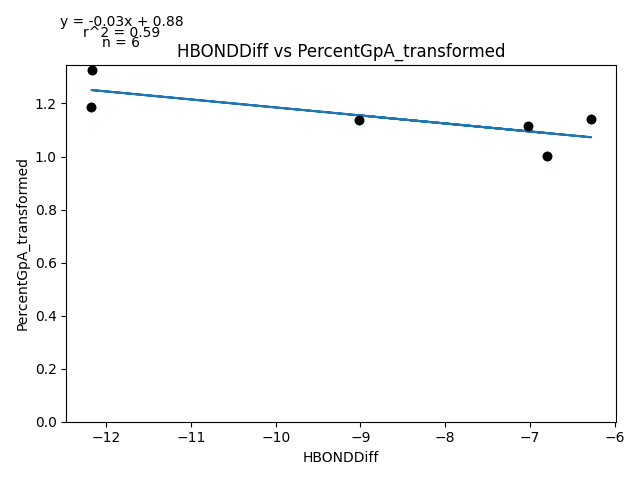 y = -0.03x + 0.88
r^2 = 0.59
n = 6
HBONDDiff vs PercentGpA_transformed
PercentGpA_transformed
1.2
1.0
0.8
0.6
0.4
0.2
0.0
−12 −11 −10 −9 −8 −7 −6
HBONDDiff